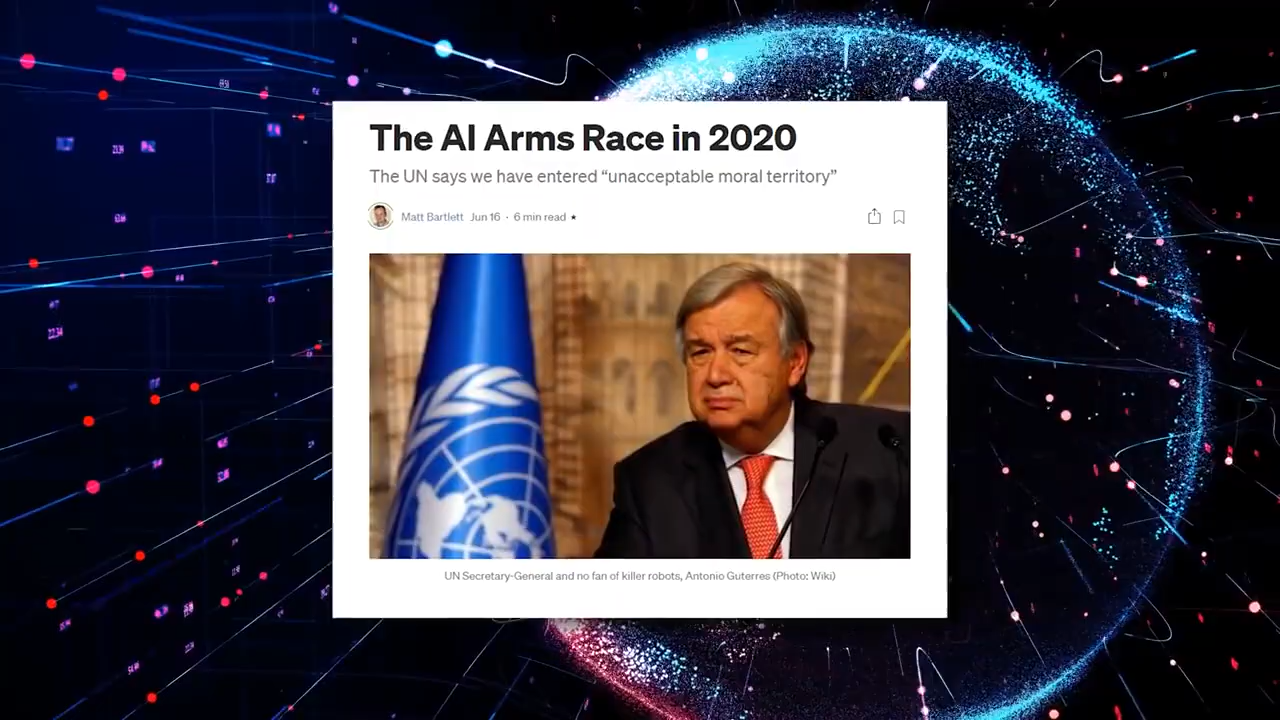 The AI Arms Race in 2020
The UN says we have entered “unacceptable moral territory”
Matt Bartlett Jun 16 · 6 min read ★
UN Secretary-General and no fan of killer robots, Antonio Guterres (Photo: Wiki)